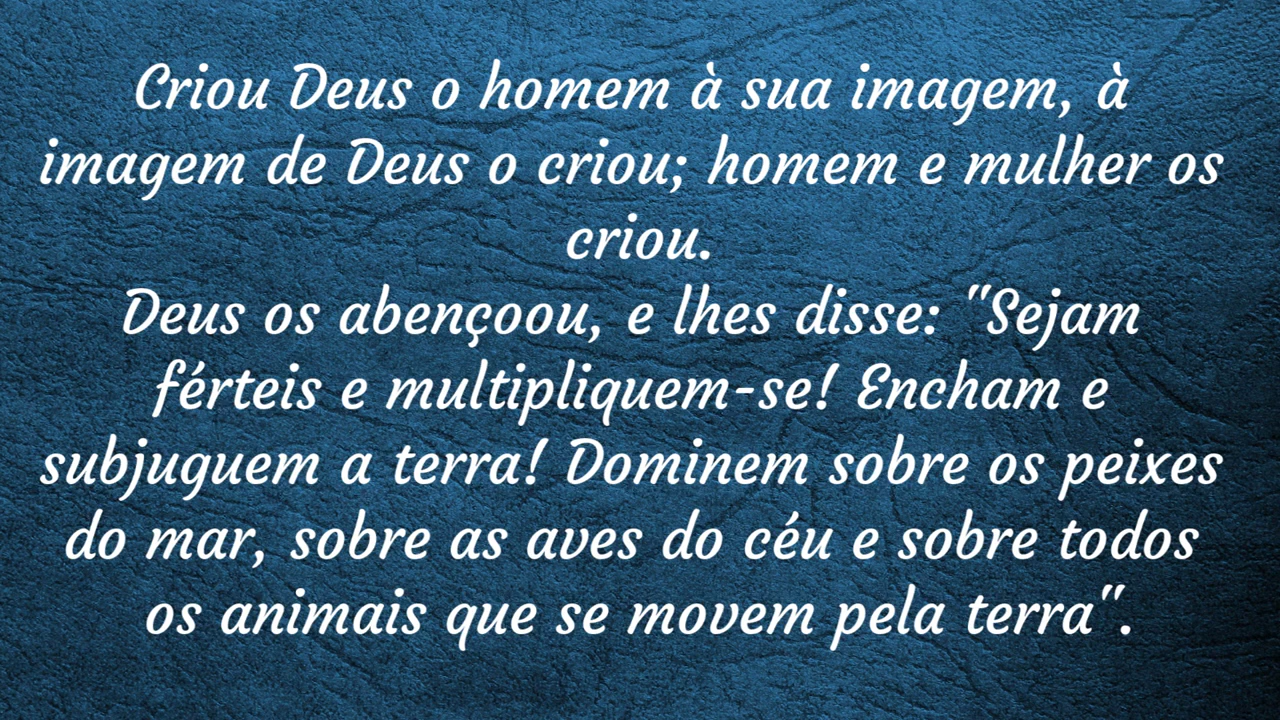 Criou Deus o homem à sua imagem, à
imagem de Deus o criou; homem e mulher os
criou.
Deus os abençoou, e lhes disse: "Sejam
férteis e multipliquem-se! Encham e
subjuguem a terra! Dominem sobre os peixes
do mar, sobre as aves do céu e sobre todos
os animais que se movem pela terra".